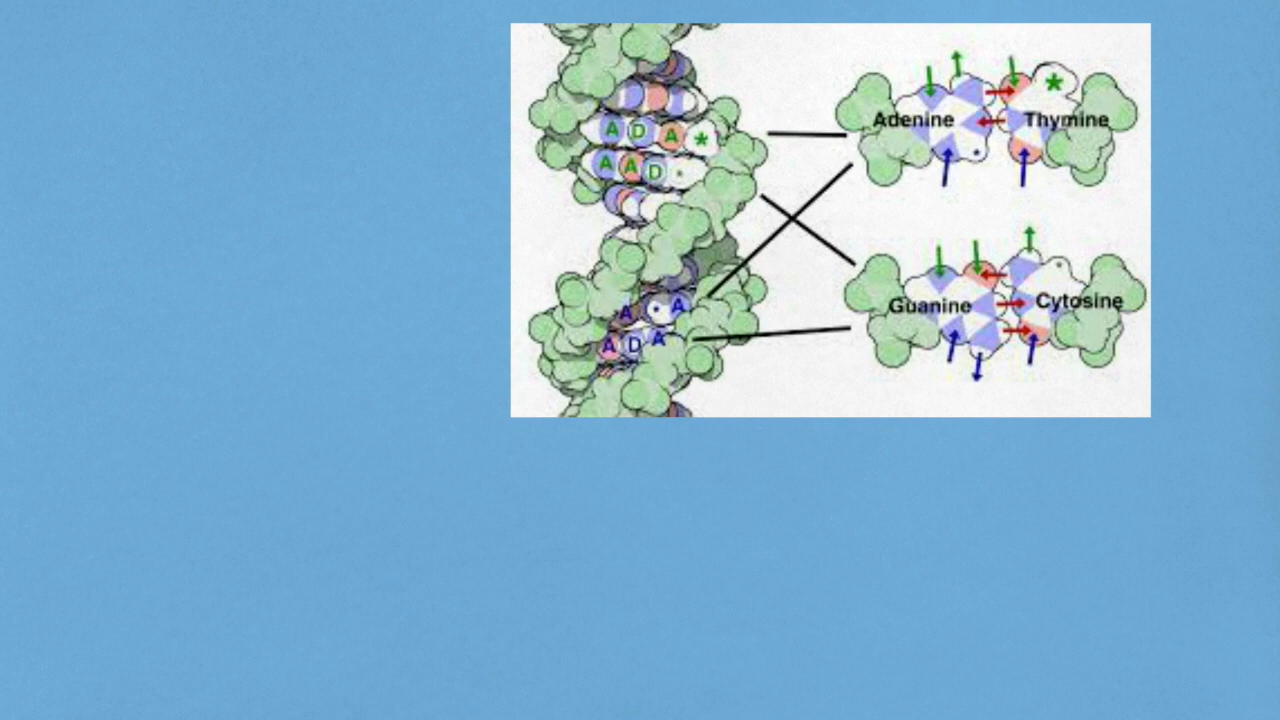 A D A *
A A D
A A
A D A
Adenine Thymine *
Guanine Cytosine